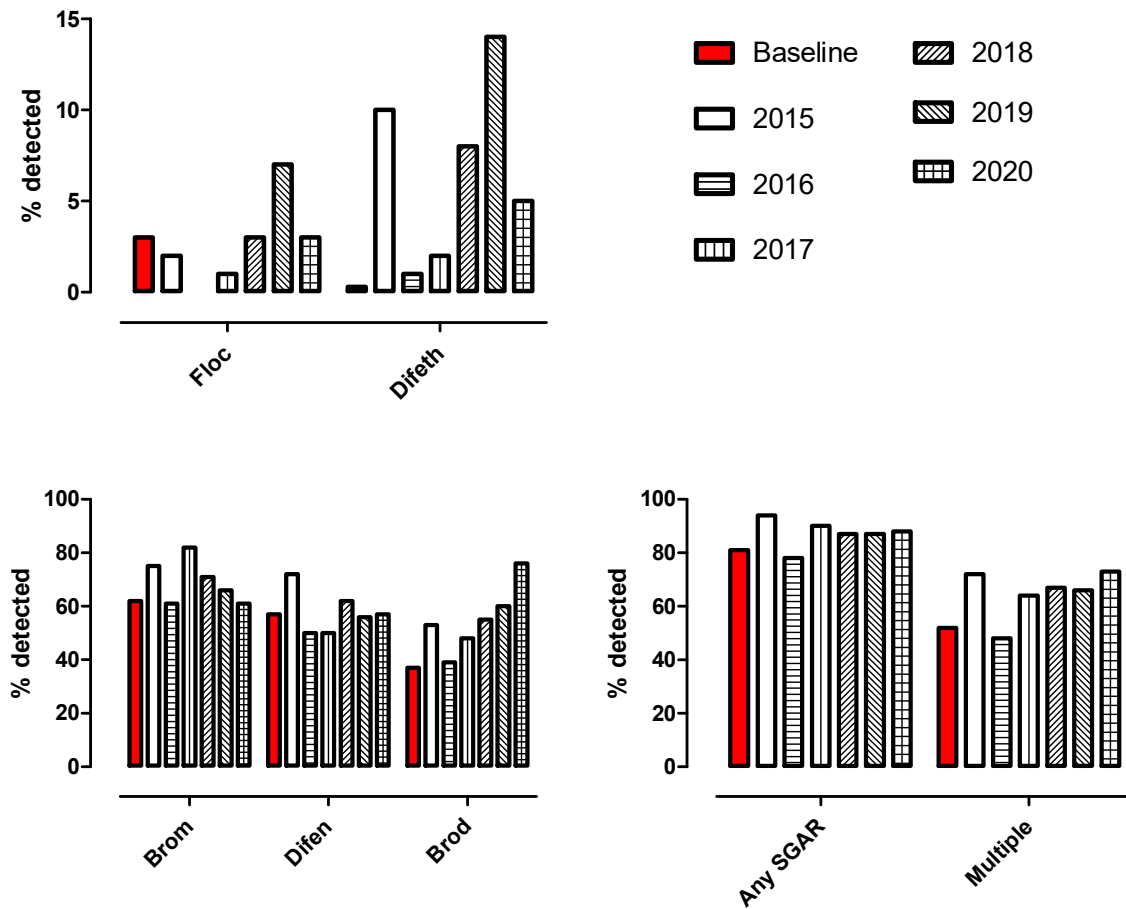 15
10
5
0
% detected
Floc
Difeth
Baseline
2015
2016
2017
2018
2019
2020
100
80
60
40
20
0
% detected
Brom
Difen
Brod
100
80
60
40
20
0
% detected
Any SGAR
Multiple